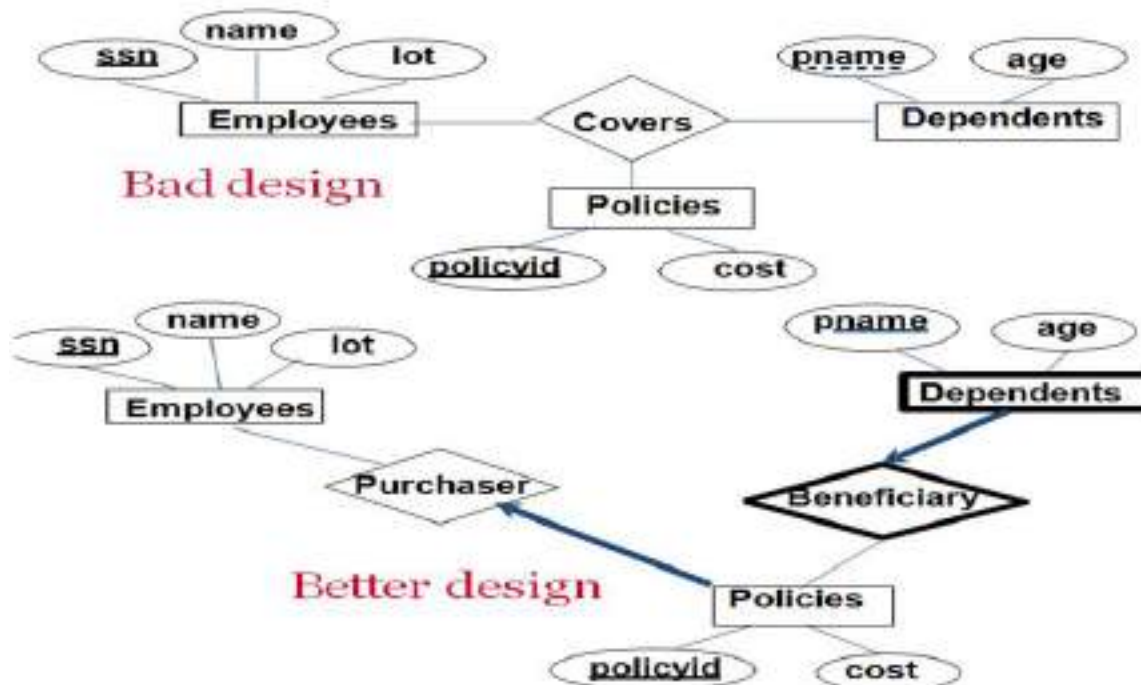 name
ssn lot pname age
Employees Covers Dependents
Bad design
Policies
policyid cost
name pname age
ssn lot
Employees Dependents
Purchaser Beneficiary
Better design
Policies
policyid cost